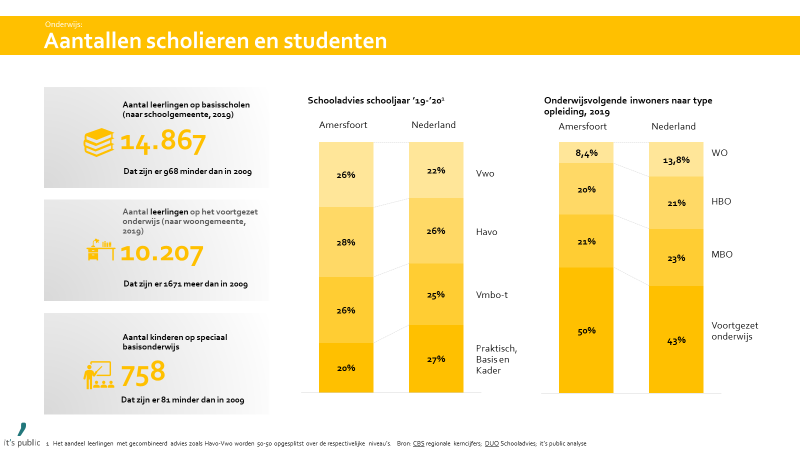 Onderwijs:
Aantallen scholieren en studenten
Aantal leerlingen op basisscholen
(naar schoolgemeente, 2019)
14.867
Dat zijn er 968 minder dan in 2009
Aantal leerlingen op het voortgezet
onderwijs (naar woongemeente,
2019)
10.207
Dat zijn er 1671 meer dan in 2009
Aantal kinderen op speciaal
basisonderwijs
758
Dat zijn er 81 minder dan in 2009
Schooladvies schooljaar '19-'20¹
Amersfoort Nederland
26% 22% Vwo
28% 26% Havo
26% 25% Vmbo-t
20% 27% Praktisch,
Basis en
Kader
Onderwijsvolgende inwoners naar type
opleiding, 2019
Amersfoort Nederland
8,4% 13,8% WO
20% 21% HBO
21% 23% MBO
50% 43% Voortgezet
onderwijs
it's public
1 Het aandeel leerlingen met gecombineerd advies zoals Havo-Vwo worden 50-50 opgesplitst over de respectivelijke niveau's. Bron: CBS regionale kerncijfers; DUO Schooladvies; it's public analyse